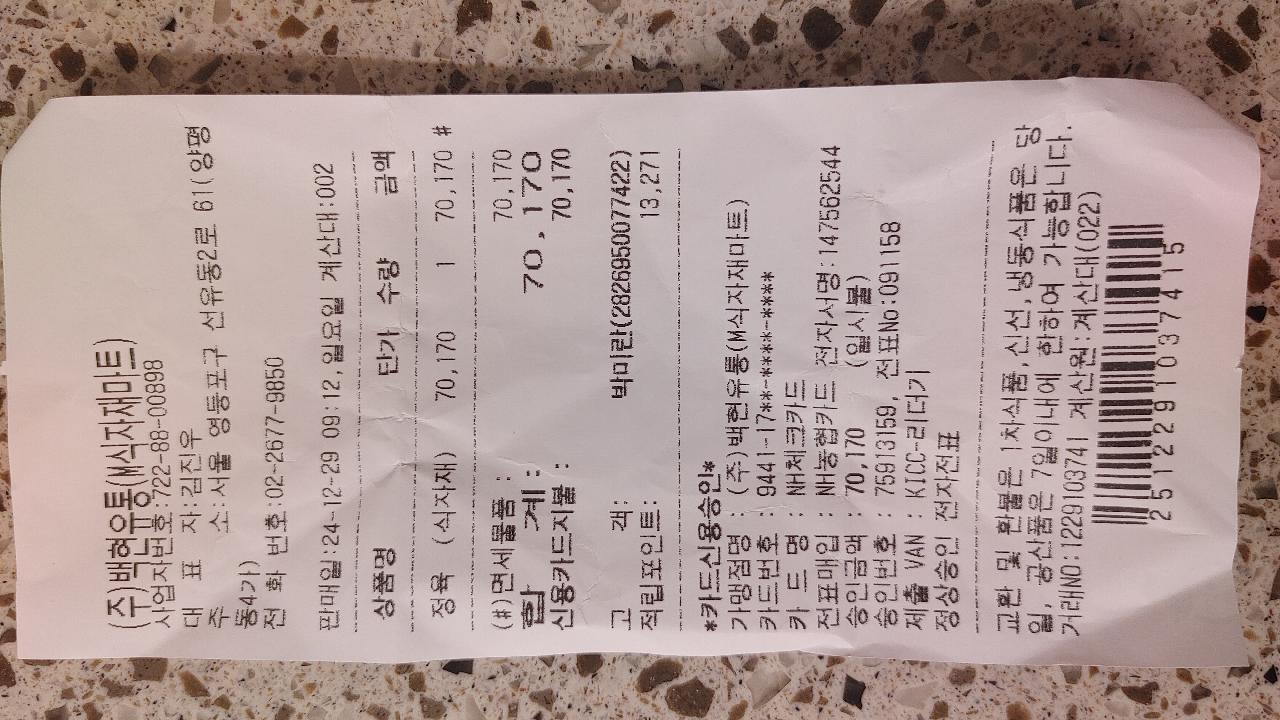 (주)백현유통(M식자재마트)
사업자번호:722-88-00898
대 표 자:김진우
주 소:서울 영등포구 선유동2로 61(양평
동4가)
전 화 번호:02-2677-9850
판매일:24-12-29 09:12,일요일 계산대:002
상품명 단가 수량 금액
정육 (식자재) 70,170 1 70,170 #
(#)면세물품: 70,170
합 계: 70,170
신용카드지불: 70,170
고 객: 박미란(2826950077422)
적립포인트: 13,271
*카드신용승인*
가맹점명 : (주)백현유통(M식자재마트)
카드번호 : 9441-17**-****-****
카 드 명 : NH체크카드
전표매입 : NH농협카드 전자서명:147562544
승인금액 : 70,170 (일시불)
승인번호 : 75913159, 전표No:091158
제출 VAN : KICC-리더기
정상승인 전자전표
교환 및 환불은 1차식품,신선,냉동식품은 당
일, 공산품은 7일이내에 한하여 가능합니다.
거래NO:1229103741 계산원:계산대(022)
2512291037415